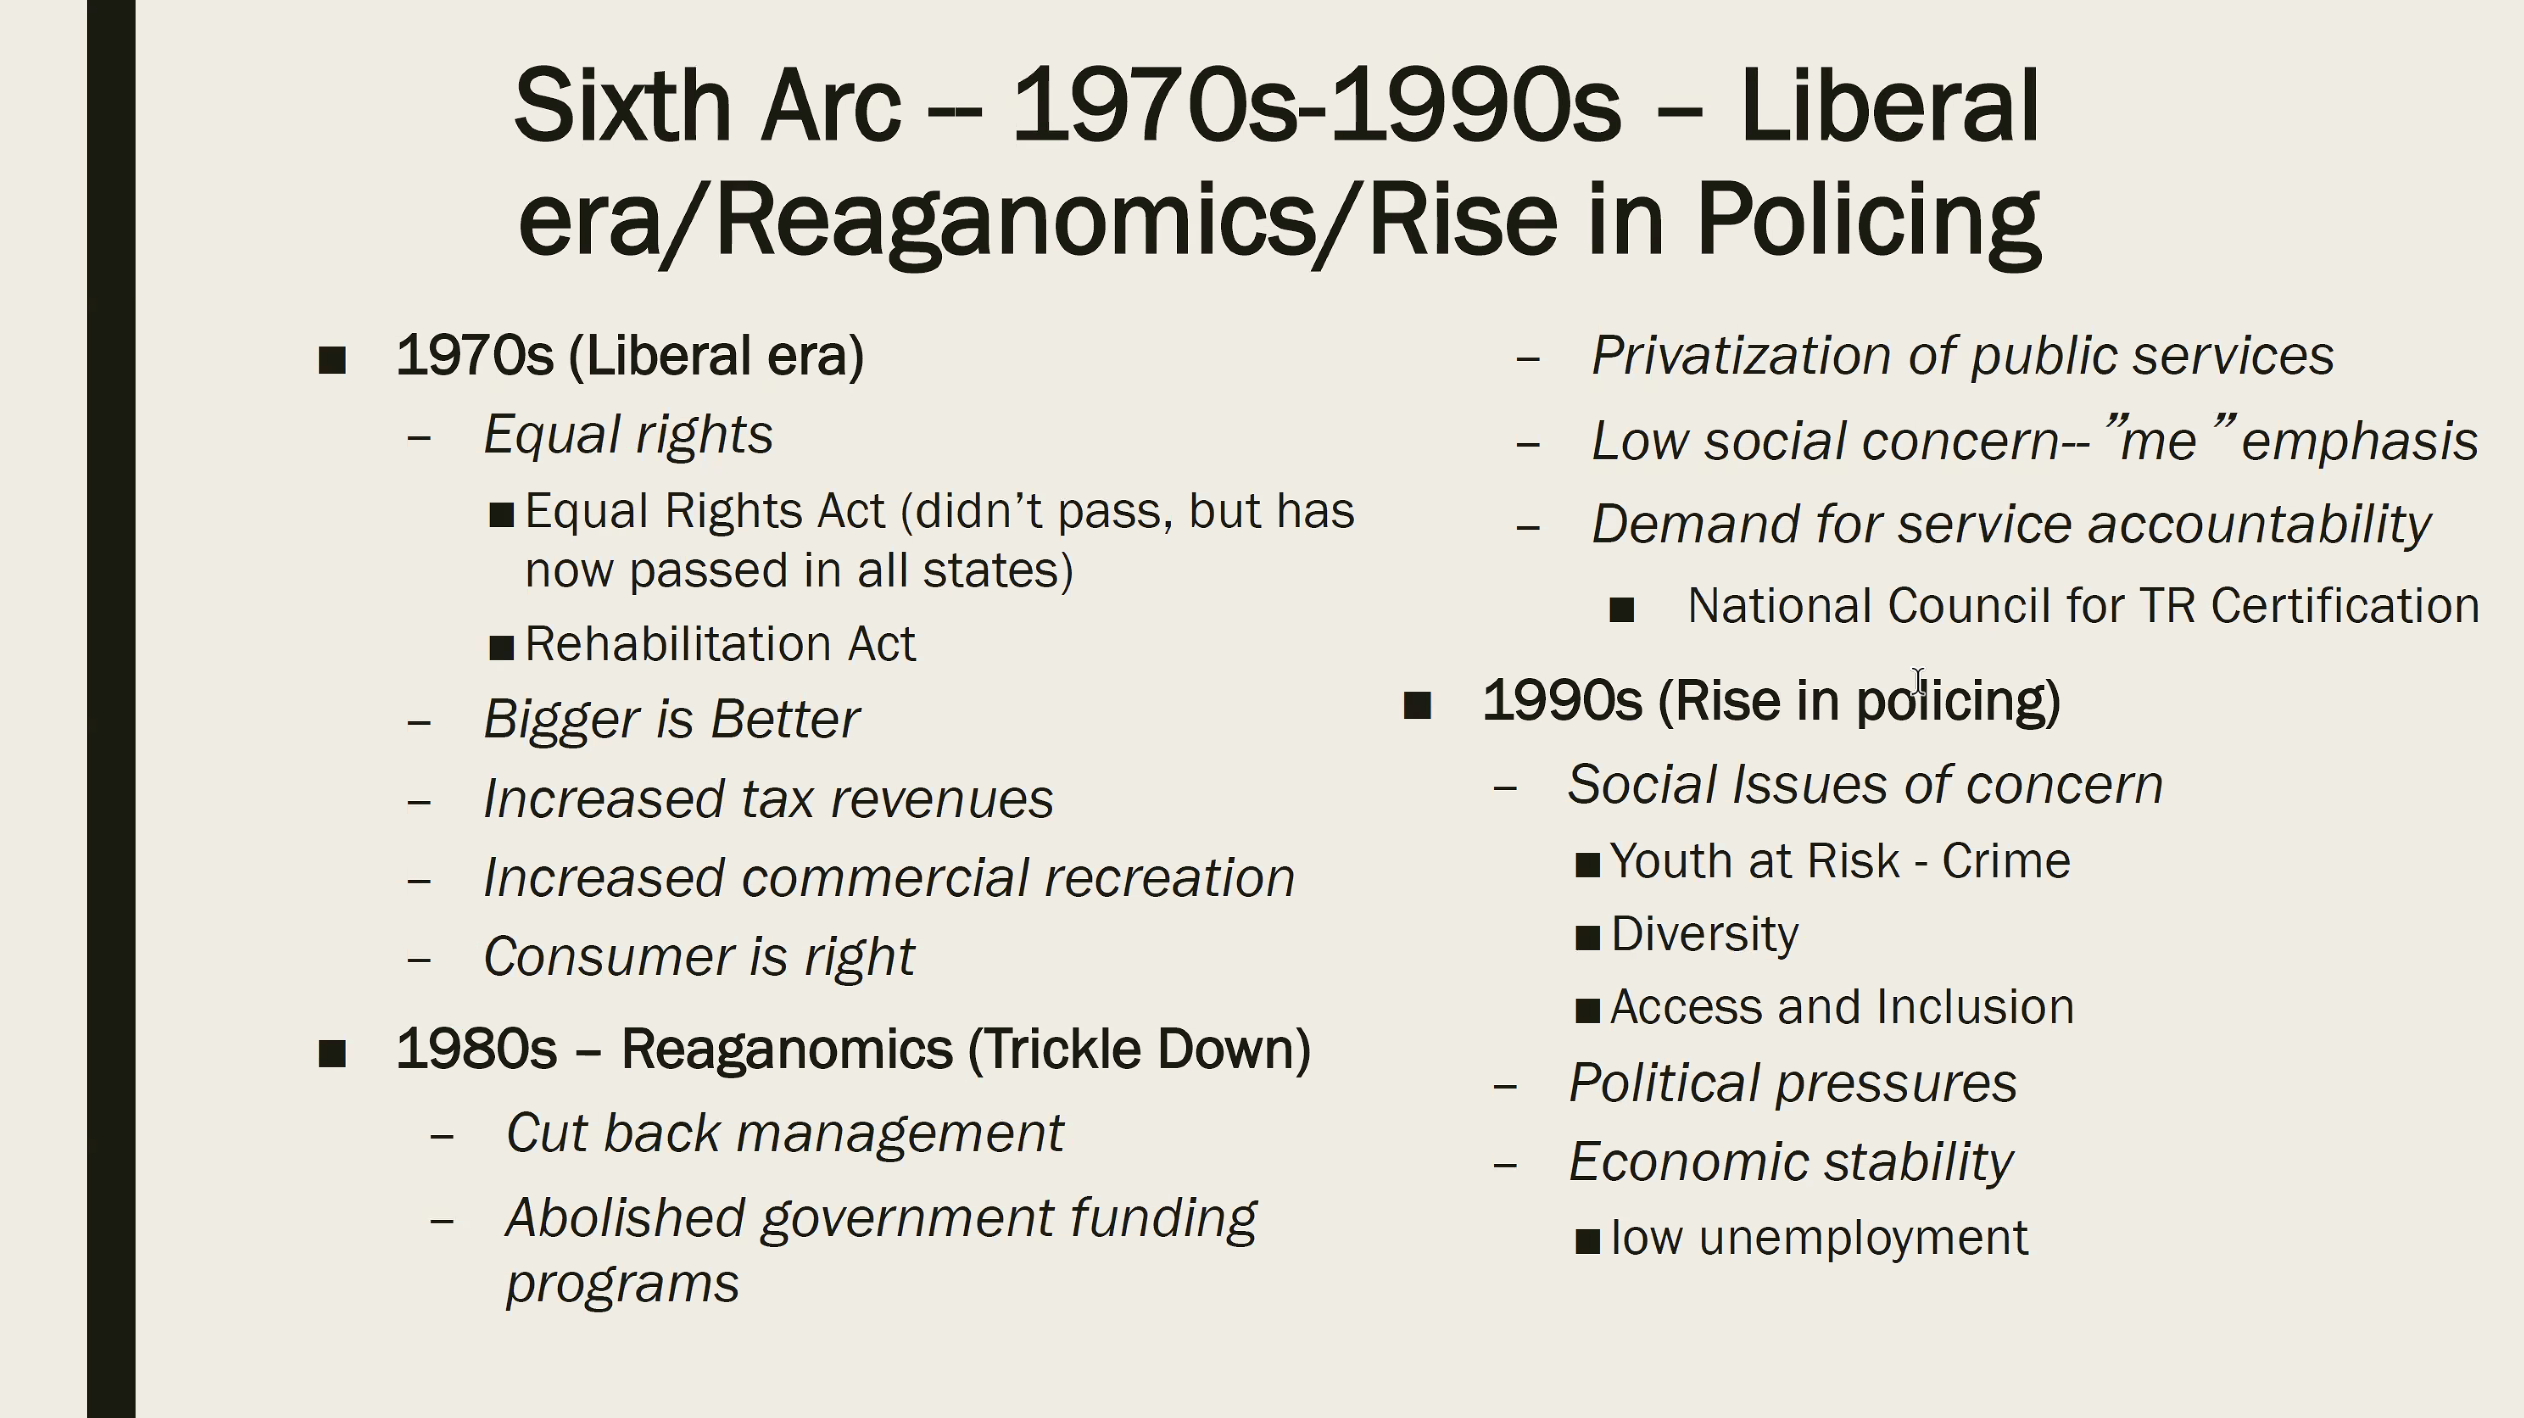 Sixth Arc -- 1970s-1990s – Liberal
era/Reaganomics/Rise in Policing
■ 1970s (Liberal era)
– Equal rights
■ Equal Rights Act (didn’t pass, but has
now passed in all states)
■ Rehabilitation Act
– Bigger is Better
– Increased tax revenues
– Increased commercial recreation
– Consumer is right
■ 1980s – Reaganomics (Trickle Down)
– Cut back management
– Abolished government funding
programs
– Privatization of public services
– Low social concern-- ”me” emphasis
– Demand for service accountability
■ National Council for TR Certification
■ 1990s (Rise in policing)
– Social Issues of concern
■ Youth at Risk - Crime
■ Diversity
■ Access and Inclusion
– Political pressures
– Economic stability
■ low unemployment